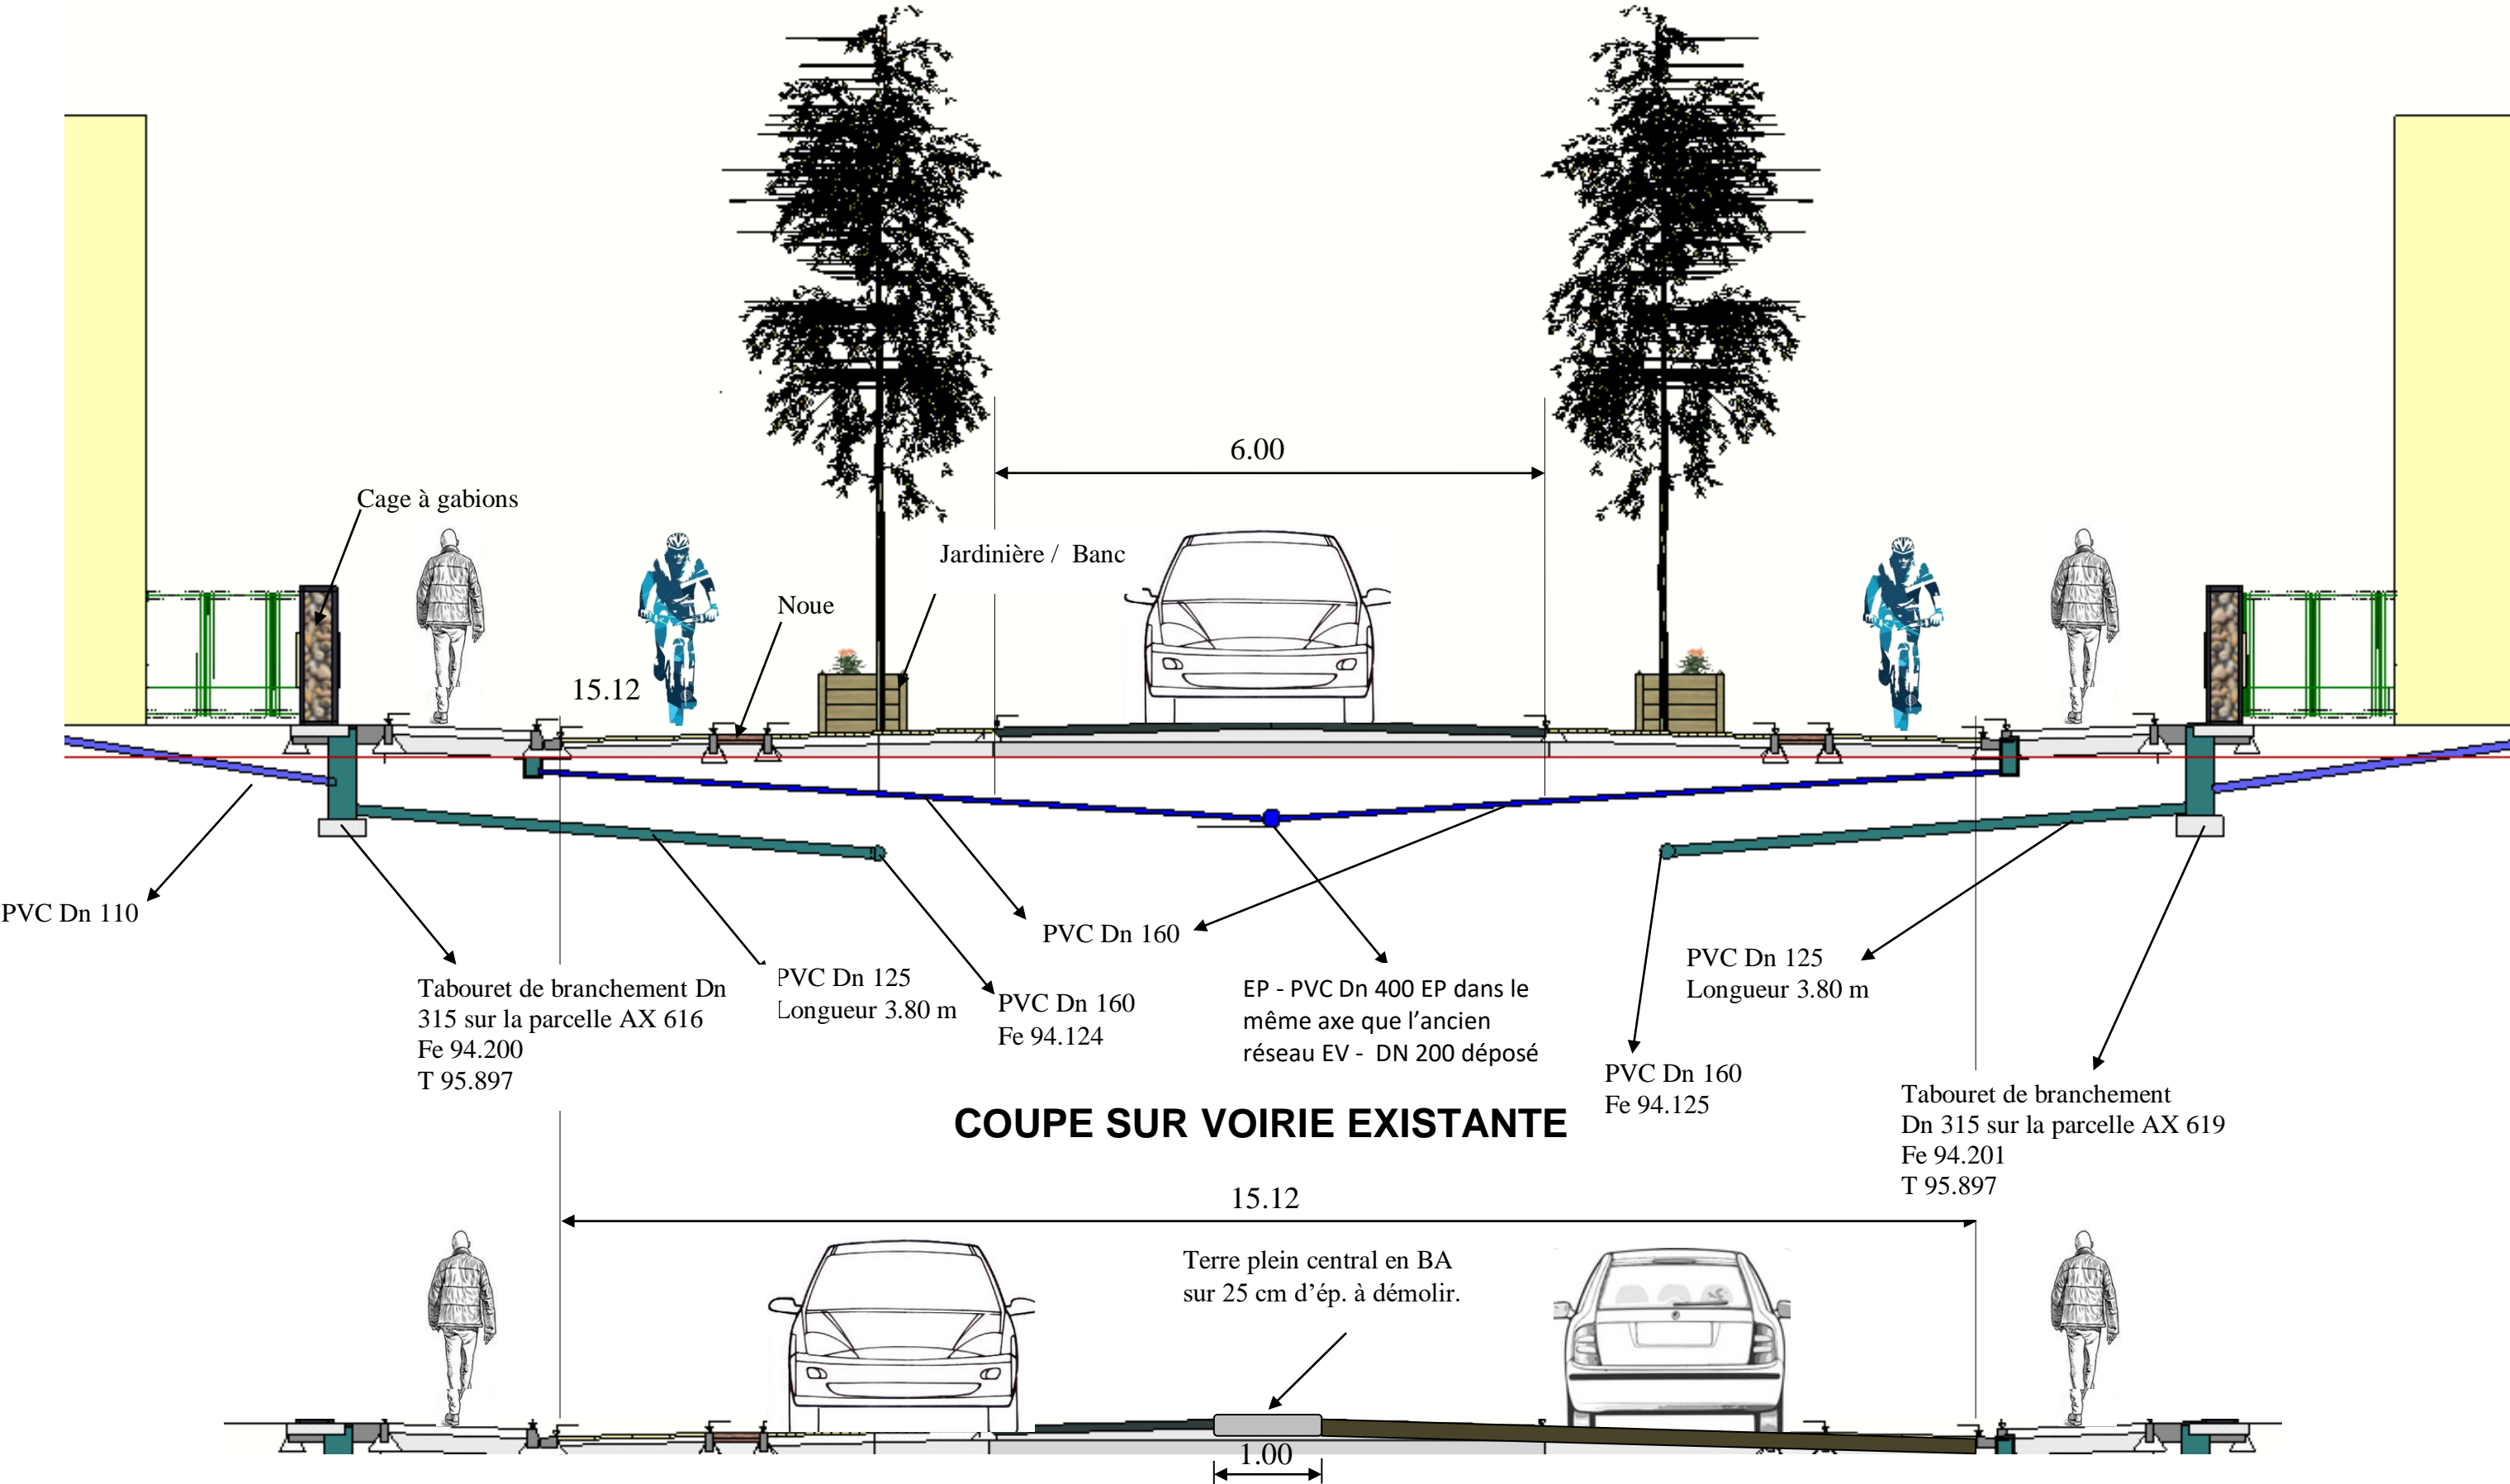 6.00
Cage à gabions
Jardinière / Banc
Noue
15.12
PVC Dn 110
PVC Dn 160
Tabouret de branchement Dn
315 sur la parcelle AX 616
Fe 94.200
T 95.897
PVC Dn 125
Longueur 3.80 m
PVC Dn 160
Fe 94.124
EP - PVC Dn 400 EP dans le
même axe que l’ancien
réseau EV - DN 200 déposé
PVC Dn 125
Longueur 3.80 m
PVC Dn 160
Fe 94.125
Tabouret de branchement
Dn 315 sur la parcelle AX 619
Fe 94.201
T 95.897
COUPE SUR VOIRIE EXISTANTE
15.12
Terre plein central en BA
sur 25 cm d’ép. à démolir.
1.00